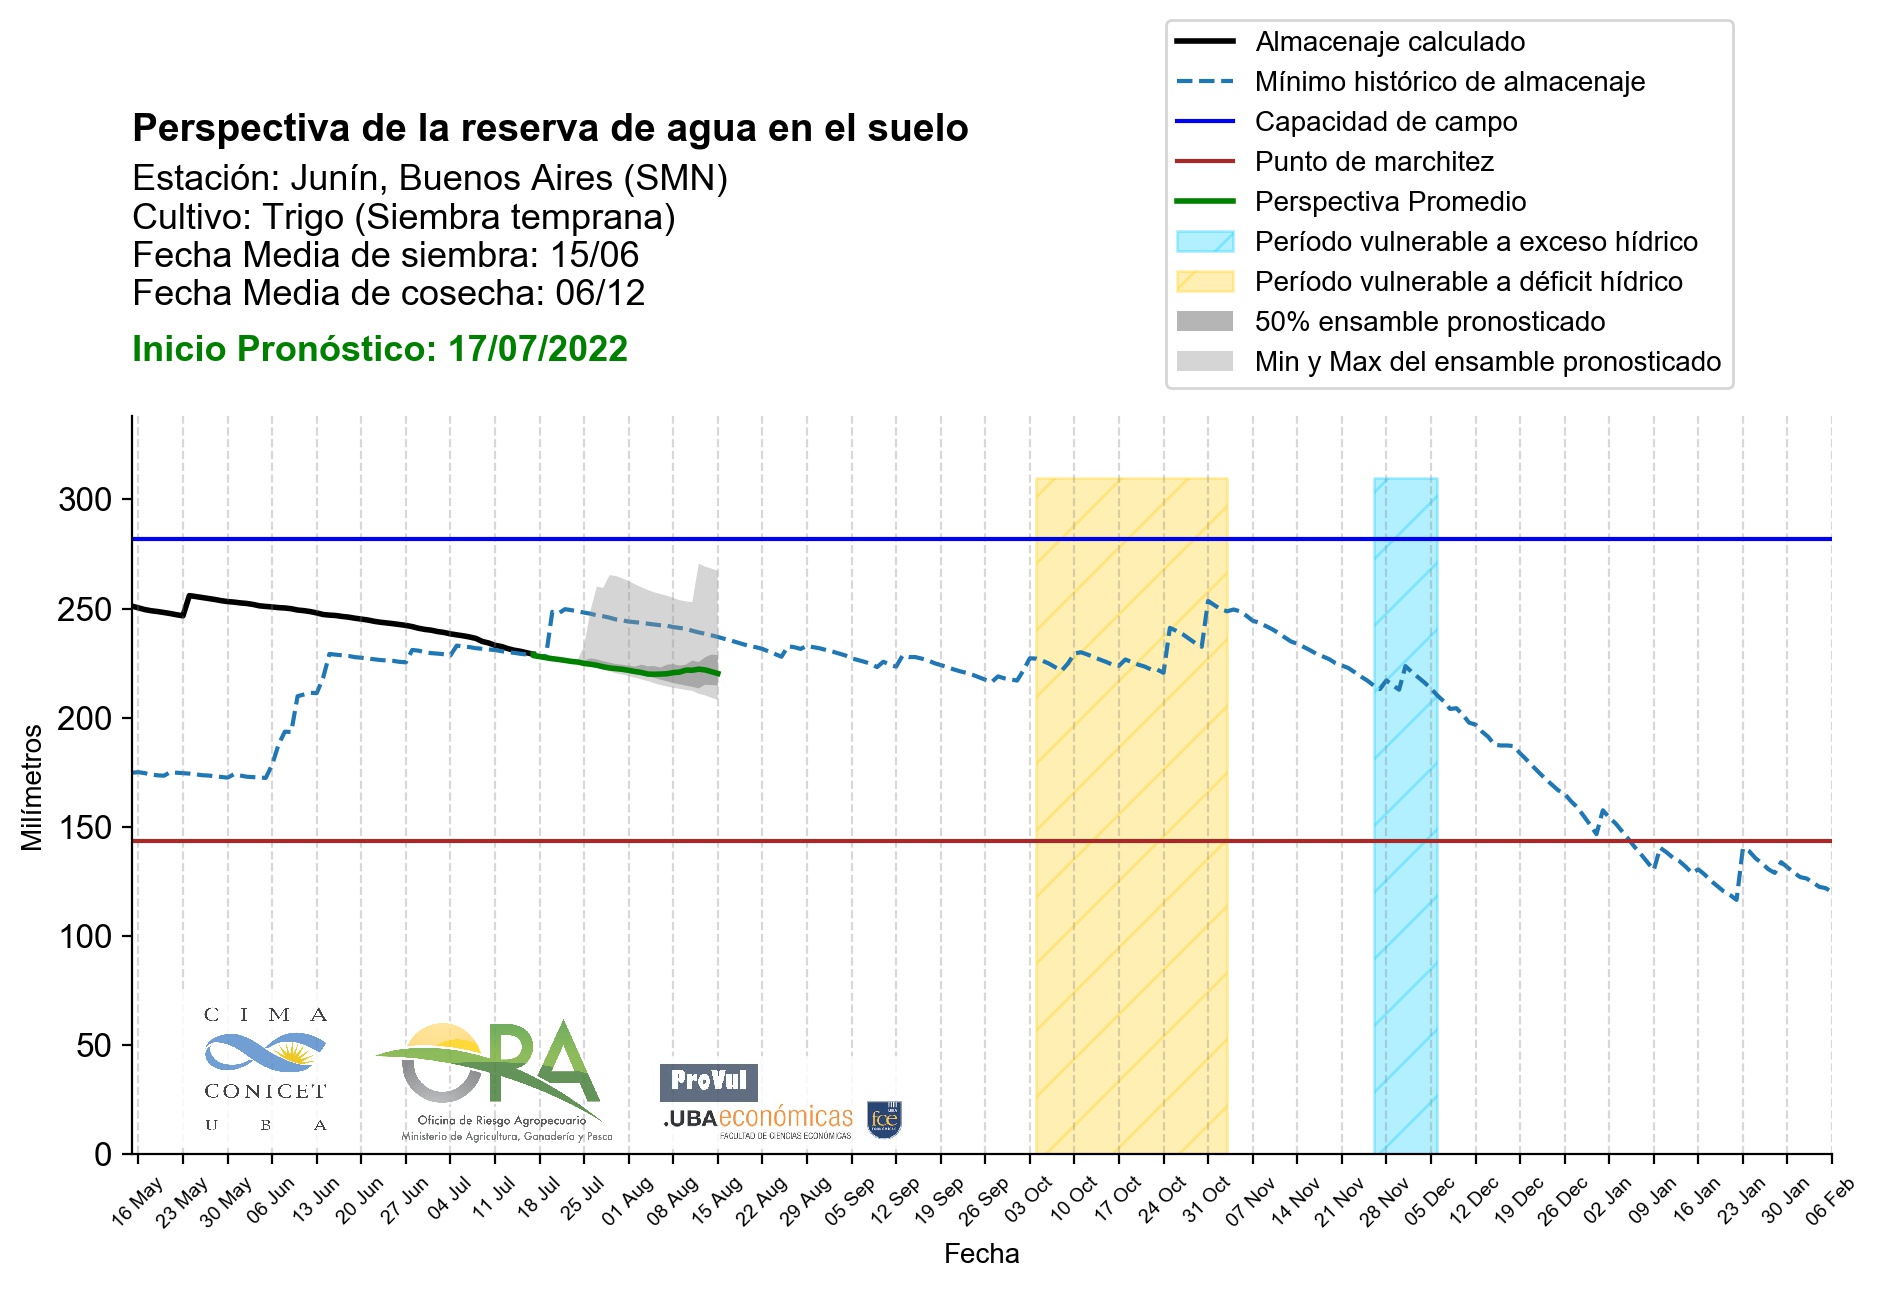 Almacenaje calculado
Mínimo histórico de almacenaje
Capacidad de campo
Punto de marchitez
Perspectiva Promedio
Período vulnerable a exceso hídrico
Período vulnerable a déficit hídrico
50% ensamble pronosticado
Min y Max del ensamble pronosticado
Perspectiva de la reserva de agua en el suelo
Estación: Junín, Buenos Aires (SMN)
Cultivo: Trigo (Siembra temprana)
Fecha Media de siembra: 15/06
Fecha Media de cosecha: 06/12
Inicio Pronóstico: 17/07/2022
Milímetros
300
250
200
150
100
50
0
CIMA
CONICET
UBA
ORA
Oficina de Riesgo Agropecuario
Ministerio de Agricultura, Ganadería y Pesca
ProVul
.UBAeconómicas
FACULTAD DE CIENCIAS ECONÓMICAS
UBA
fce
16 May
23 May
30 May
06 Jun
13 Jun
20 Jun
27 Jun
04 Jul
11 Jul
18 Jul
25 Jul
01 Aug
08 Aug
15 Aug
22 Aug
29 Aug
05 Sep
12 Sep
19 Sep
26 Sep
03 Oct
10 Oct
17 Oct
24 Oct
31 Oct
07 Nov
14 Nov
21 Nov
28 Nov
05 Dec
12 Dec
19 Dec
26 Dec
02 Jan
09 Jan
16 Jan
23 Jan
30 Jan
06 Feb
Fecha